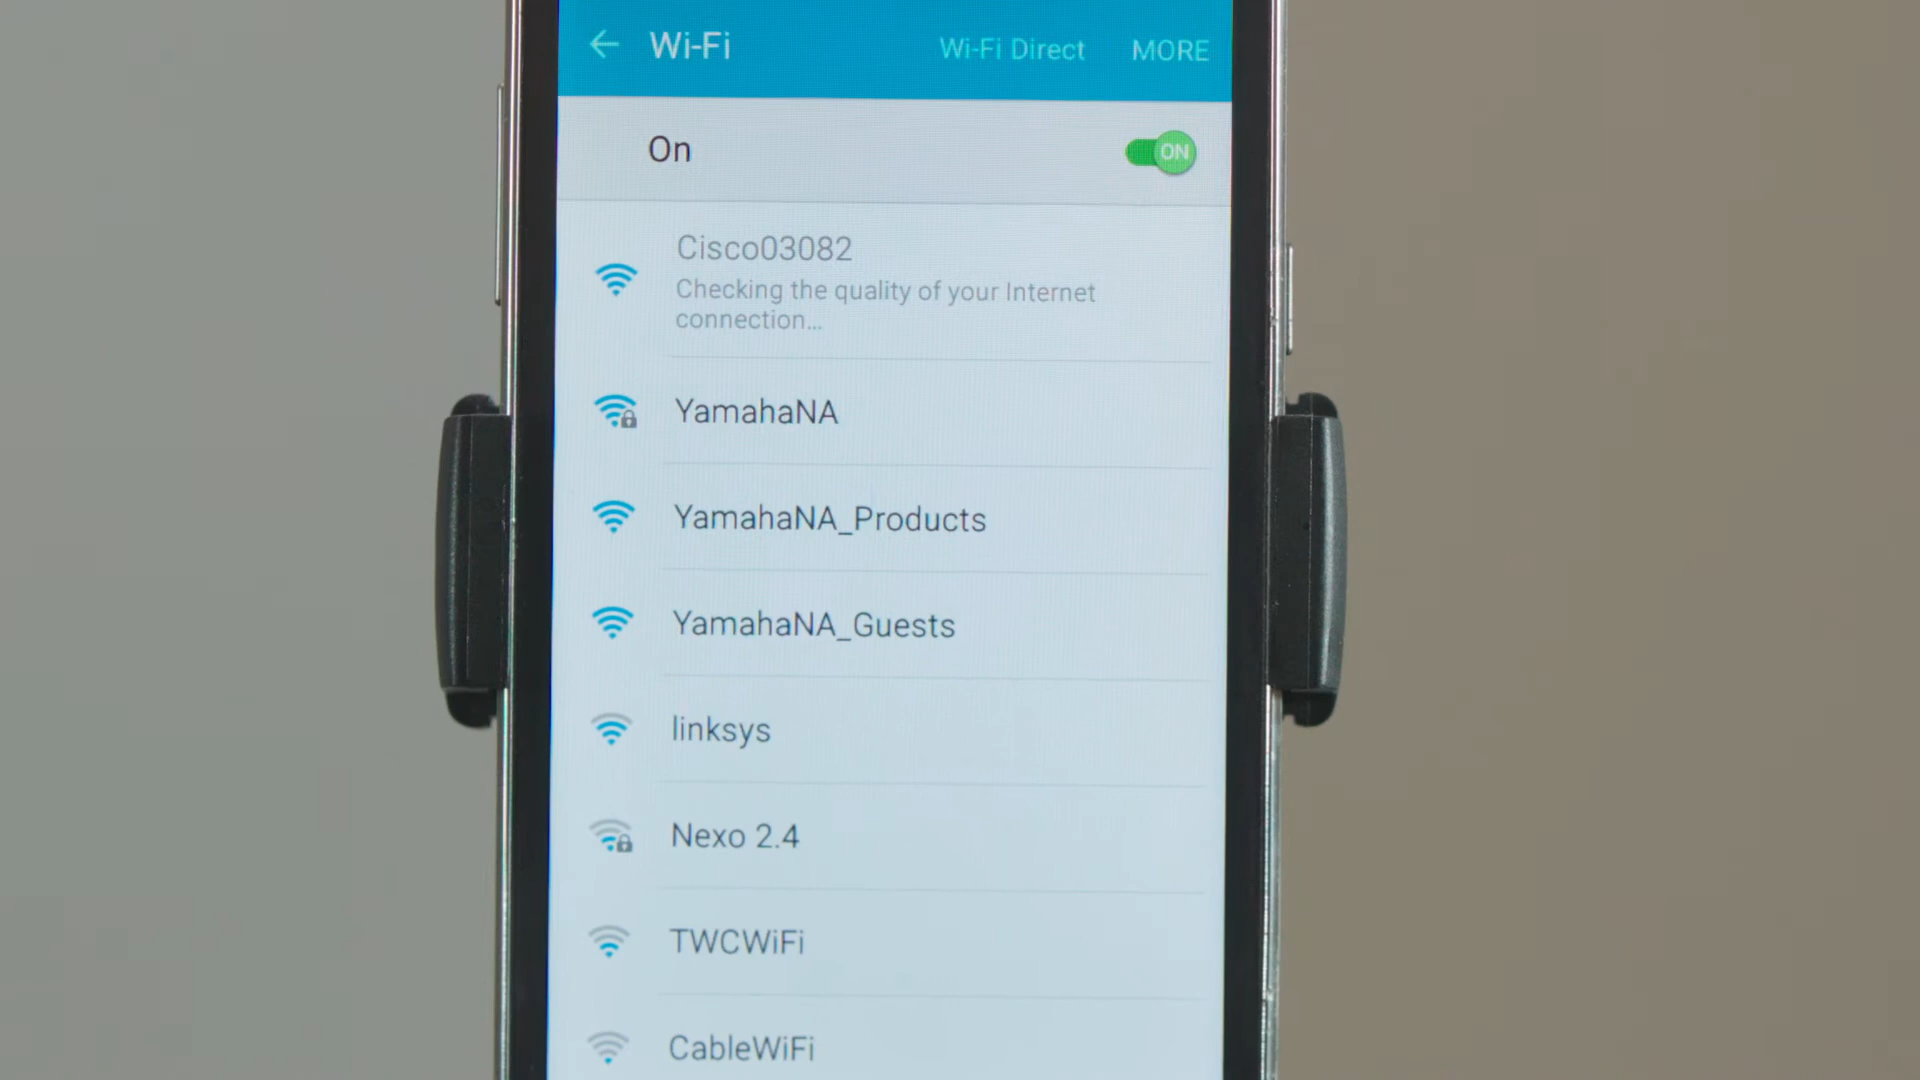 Wi-Fi Wi-Fi Direct MORE
On ON
Cisco03082
Checking the quality of your Internet
connection...
YamahaNA
YamahaNA_Products
YamahaNA_Guests
linksys
Nexo 2.4
TWCWiFi
CableWiFi